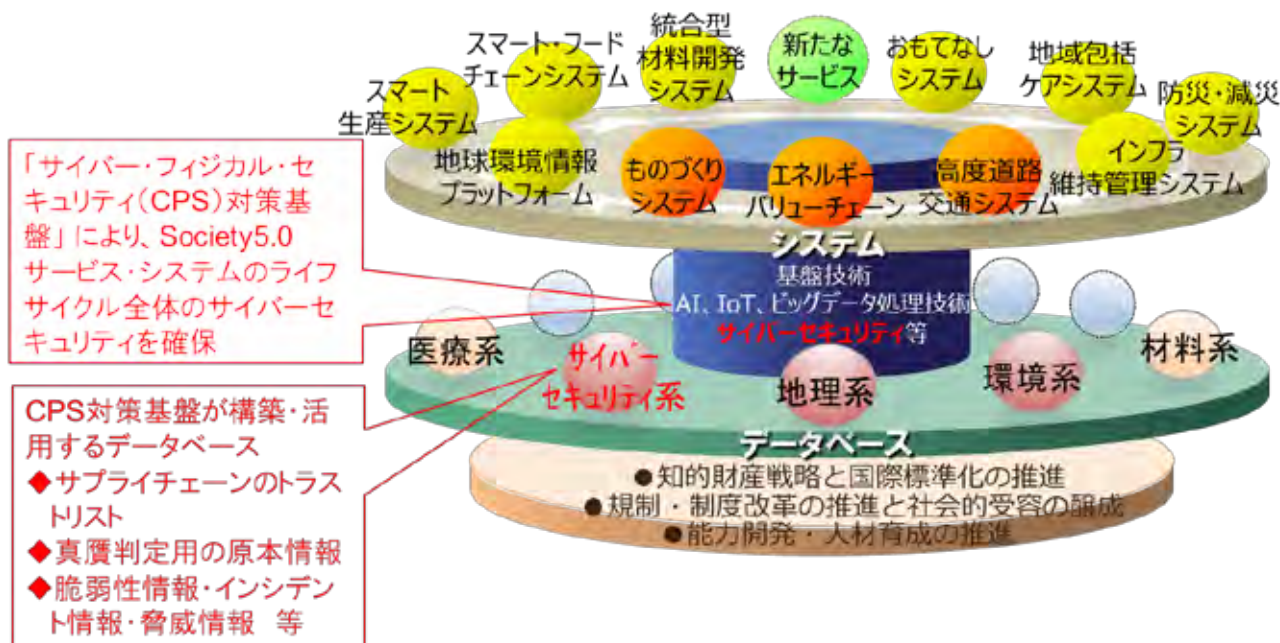 スマート・フード
チェーンシステム
統合型
材料開発
システム
新たな
サービス
おもてなし
システム
地域包括
ケアシステム
防災・減災
システム
スマート
生産システム
地球環境情報
プラットフォーム
ものづくり
システム
エネルギー
バリューチェーン
高度道路
交通システム
インフラ
維持管理システム
システム
「サイバー・フィジカル・セ
キュリティ(CPS)対策基
盤」により、Society5.0
サービス・システムのライフ
サイクル全体のサイバーセ
キュリティを確保
基盤技術
AI、IoT、ビッグデータ処理技術
サイバーセキュリティ等
医療系
サイバー
セキュリティ系
地理系
環境系
材料系
データベース
CPS対策基盤が構築・活
用するデータベース
◆サプライチェーンのトラス
トリスト
◆真贋判定用の原本情報
◆脆弱性情報・インシデン
ト情報・脅威情報 等
●知的財産戦略と国際標準化の推進
●規制・制度改革の推進と社会的受容の醸成
●能力開発・人材育成の推進